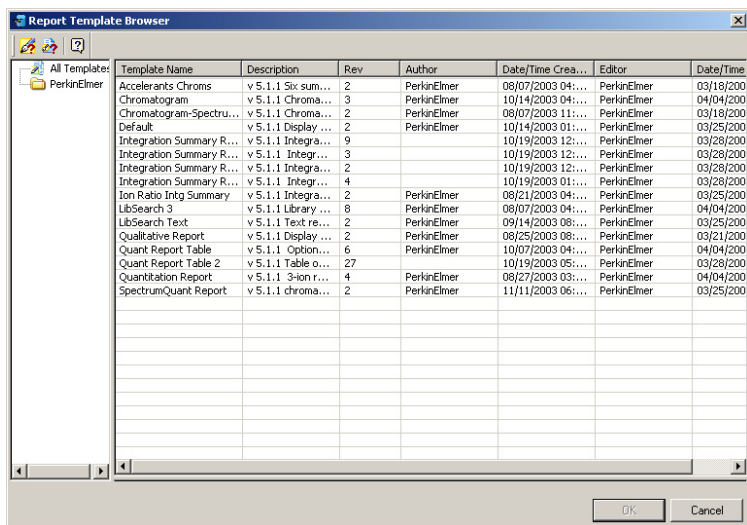 Report Template Browser
All Templates
PerkinElmer
Template Name Description Rev Author Date/Time Crea... Editor Date/Time
Accelerants Chroms v 5.1.1 Six sum... 2 PerkinElmer 08/07/2003 04:... PerkinElmer 03/18/200
Chromatogram v 5.1.1 Chroma... 3 PerkinElmer 10/14/2003 04:... PerkinElmer 04/04/200
Chromatogram-Spectru... v 5.1.1 Chroma... 2 PerkinElmer 08/07/2003 11:... PerkinElmer 03/18/200
Default v 5.1.1 Display ... 2 PerkinElmer 10/14/2003 01:... PerkinElmer 03/25/200
Integration Summary R... v 5.1.1 Integra... 9 10/19/2003 12:... PerkinElmer 03/28/200
Integration Summary R... v 5.1.1 Integr... 3 10/19/2003 12:... PerkinElmer 03/28/200
Integration Summary R... v 5.1.1 Integra... 2 10/19/2003 12:... PerkinElmer 03/28/200
Integration Summary R... v 5.1.1 Integr... 4 10/19/2003 01:... PerkinElmer 03/28/200
Ion Ratio Intg Summary v 5.1.1 Integra... 2 PerkinElmer 08/21/2003 04:... PerkinElmer 03/25/200
LibSearch 3 v 5.1.1 Library ... 8 PerkinElmer 08/07/2003 04:... PerkinElmer 04/04/200
LibSearch Text v 5.1.1 Text re... 2 PerkinElmer 09/14/2003 08:... PerkinElmer 03/25/200
Qualitative Report v 5.1.1 Display ... 2 PerkinElmer 08/25/2003 08:... PerkinElmer 03/21/200
Quant Report Table v 5.1.1 Option... 6 PerkinElmer 10/07/2003 04:... PerkinElmer 04/04/200
Quant Report Table 2 v 5.1.1 Table o... 27 10/19/2003 05:... PerkinElmer 03/28/200
Quantitation Report v 5.1.1 3-ion r... 4 PerkinElmer 08/27/2003 03:... PerkinElmer 04/04/200
SpectrumQuant Report v 5.1.1 chroma... 2 PerkinElmer 11/11/2003 06:... PerkinElmer 03/25/200
OK Cancel